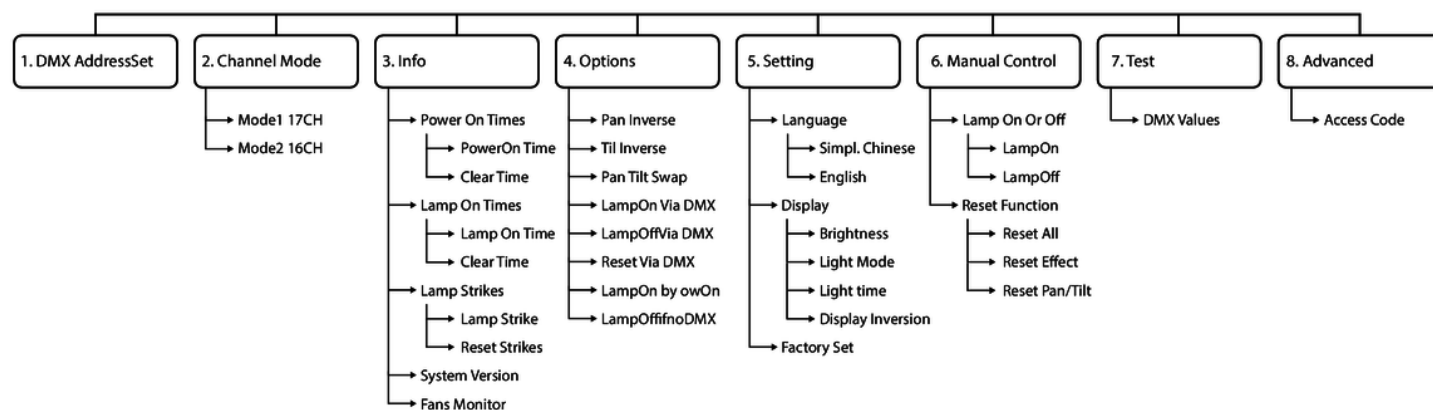 1. DMX AddressSet
2. Channel Mode
Mode1 17CH
Mode2 16CH
3. Info
Power On Times
PowerOn Time
Clear Time
Lamp On Times
Lamp On Time
Clear Time
Lamp Strikes
Lamp Strike
Reset Strikes
System Version
Fans Monitor
4. Options
Pan Inverse
Til Inverse
Pan Tilt Swap
LampOn Via DMX
LampOffVia DMX
Reset Via DMX
LampOn by owOn
LampOffifnoDMX
5. Setting
Language
Simpl. Chinese
English
Display
Brightness
Light Mode
Light time
Display Inversion
Factory Set
6. Manual Control
Lamp On Or Off
LampOn
LampOff
Reset Function
Reset All
Reset Effect
Reset Pan/Tilt
7. Test
DMX Values
8. Advanced
Access Code